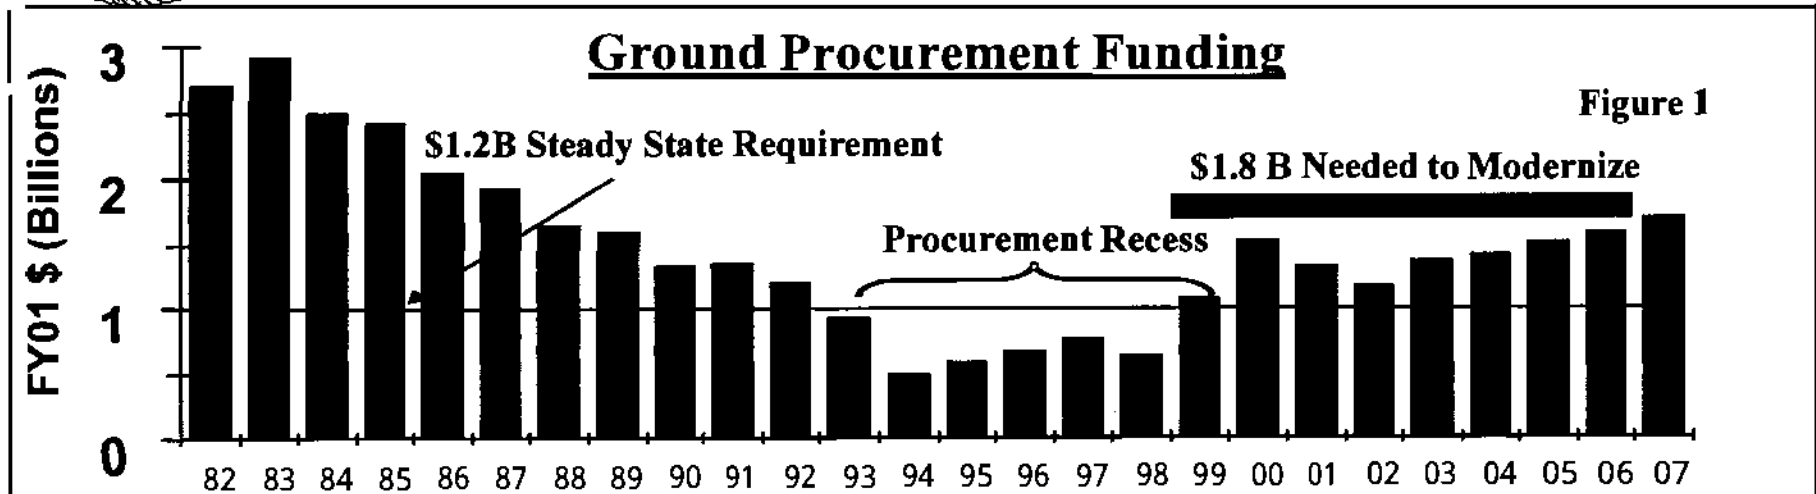 Ground Procurement Funding
Figure 1
FY01 $ (Billions)
3
2
1
0
$1.2B Steady State Requirement
$1.8 B Needed to Modernize
Procurement Recess
82 83 84 85 86 87 88 89 90 91 92 93 94 95 96 97 98 99 00 01 02 03 04 05 06 07